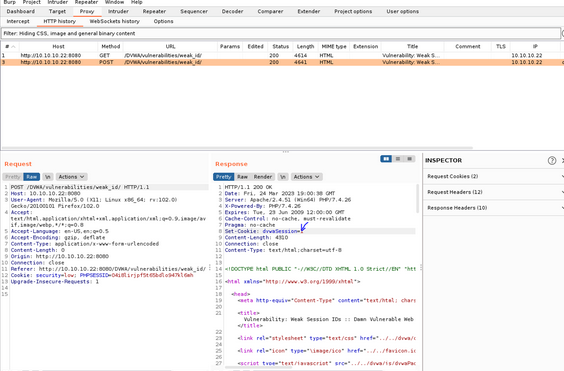 Burp Project Intruder Repeater Window Help
Dashboard Target Proxy Intruder Repeater Sequencer Decoder Comparer Extender Project options User options
Intercept HTTP history WebSockets history Options
Filter: Hiding CSS, image and general binary content
# Host Method URL Params Edited Status Length MIME type Extension Title Comment TLS IP
1 http://10.10.10.22:8080 GET /DVWA/vulnerabilities/weak_id/ 200 4614 HTML Vulnerability: Weak S... 10.10.10.22
3 http://10.10.10.22:8080 POST /DVWA/vulnerabilities/weak_id/ 200 4641 HTML Vulnerability: Weak S... 10.10.10.22
Request
Pretty Raw \n Actions
1 POST /DVWA/vulnerabilities/weak_id/ HTTP/1.1
2 Host: 10.10.10.22:8080
3 User-Agent: Mozilla/5.0 (X11; Linux x86_64; rv:102.0)
Gecko/20100101 Firefox/102.0
4 Accept:
text/html,application/xhtml+xml,application/xml;q=0.9,image/av
if,image/webp,*/*;q=0.8
5 Accept-Language: en-US,en;q=0.5
6 Accept-Encoding: gzip, deflate
7 Content-Type: application/x-www-form-urlencoded
8 Content-Length: 0
9 Origin: http://10.10.10.22:8080
10 Connection: close
11 Referer: http://10.10.10.22:8080/DVWA/vulnerabilities/weak_id/
12 Cookie: security=low; PHPSESSID=
13 Upgrade-Insecure-Requests: 1
14
15
Response
Pretty Raw Render \n Actions
1 HTTP/1.1 200 OK
2 Date: Fri, 24 Mar 2023 19:00:38 GMT
3 Server: Apache/2.4.51 (Win64) PHP/7.4.26
4 X-Powered-By: PHP/7.4.26
5 Expires: Tue, 23 Jun 2009 12:00:00 GMT
6 Cache-Control: no-cache, must-revalidate
7 Pragma: no-cache
8 Set-Cookie: dvwaSession=
9 Content-Length: 4310
10 Connection: close
11 Content-Type: text/html;charset=utf-8
12
13
14 <!DOCTYPE html PUBLIC "-//W3C//DTD XHTML 1.0 Strict//EN" "htt
15
16 <html xmlns="http://www.w3.org/1999/xhtml">
17
18 <head>
19 <meta http-equiv="Content-Type" content="text/html; chars
20
21 <title>
Vulnerability: Weak Session IDs :: Damn Vulnerable Web
</title>
22
23 <link rel="stylesheet" type="text/css" href="../../dvwa/c
24
25 <link rel="icon" type="\image/ico" href="../../favicon.ic
26
27 <script type="text/javascript" src="../../dvwa/js/dvwaPac
INSPECTOR
Request Cookies (2)
Request Headers (12)
Response Headers (10)